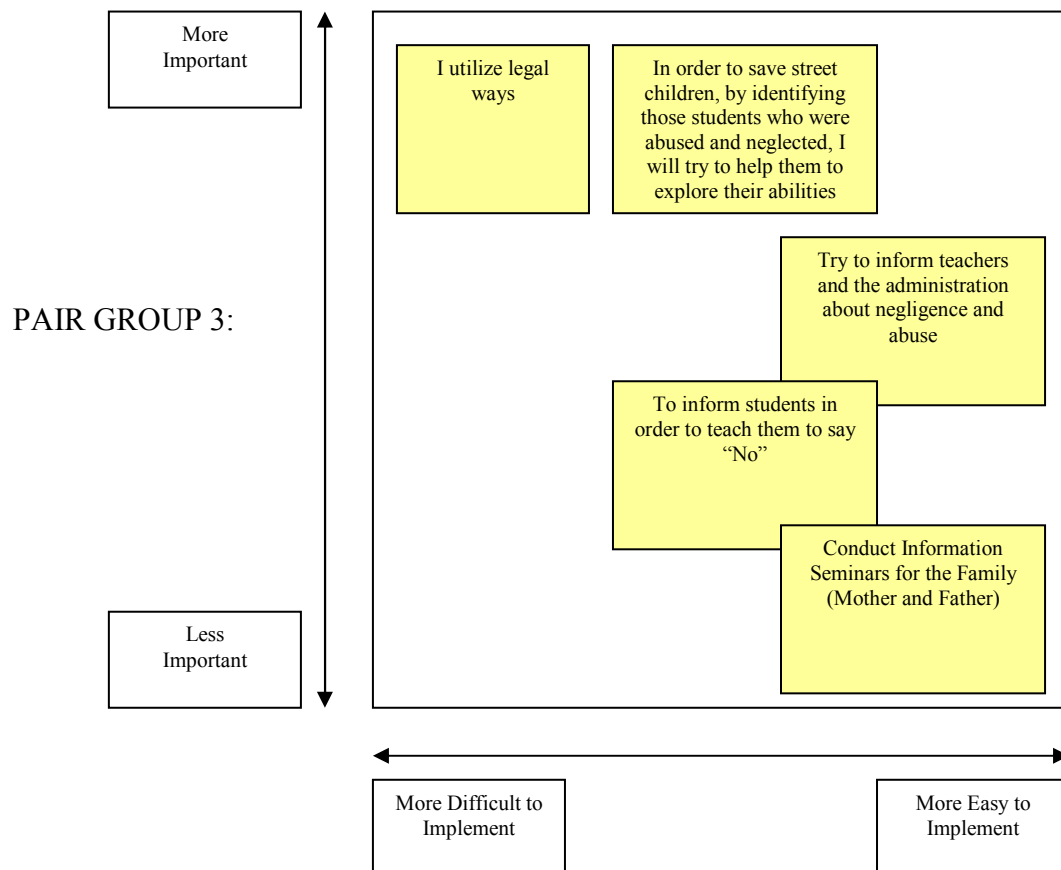 More
Important
I utilize legal
ways
In order to save street
children, by identifying
those students who were
abused and neglected, I
will try to help them to
explore their abilities
Try to inform teachers
and the administration
about negligence and
abuse
PAIR GROUP 3:
To inform students in
order to teach them to say
“No”
Conduct Information
Seminars for the Family
(Mother and Father)
Less
Important
More Difficult to
Implement
More Easy to
Implement